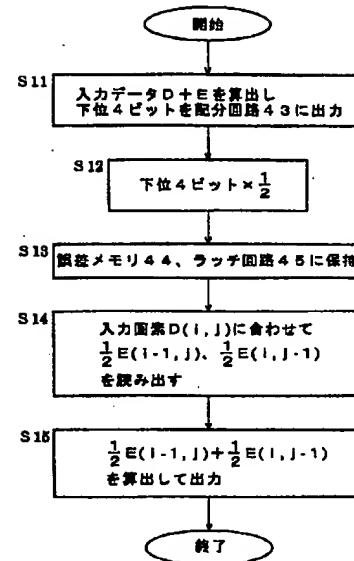 開始
S11
入力データD+Eを算出し
下位4ビットを配分回路43に出力
S12
下位4ビット×1/2
S13
誤差メモリ44、ラッチ回路45に保持
S14
入力画素D(i,j)に合わせて
1/2E(i-1,j)、1/2E(i,j-1)
を読み出す
S15
1/2E(i-1,j)+1/2E(i,j-1)
を算出して出力
終了